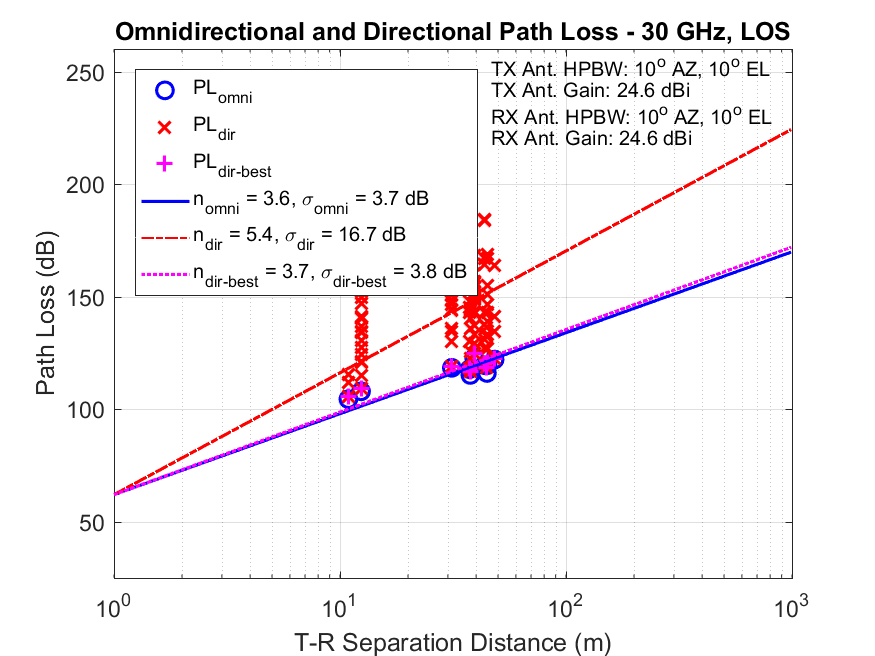 Omnidirectional and Directional Path Loss - 30 GHz, LOS
TX Ant. HPBW: 10° AZ, 10° EL
TX Ant. Gain: 24.6 dBi
RX Ant. HPBW: 10° AZ, 10° EL
RX Ant. Gain: 24.6 dBi
PL_omni
PL_dir
PL_dir-best
n_omni = 3.6, σ_omni = 3.7 dB
n_dir = 5.4, σ_dir = 16.7 dB
n_dir-best = 3.7, σ_dir-best = 3.8 dB
250
200
150
100
50
Path Loss (dB)
10^0 10^1 10^2 10^3
T-R Separation Distance (m)